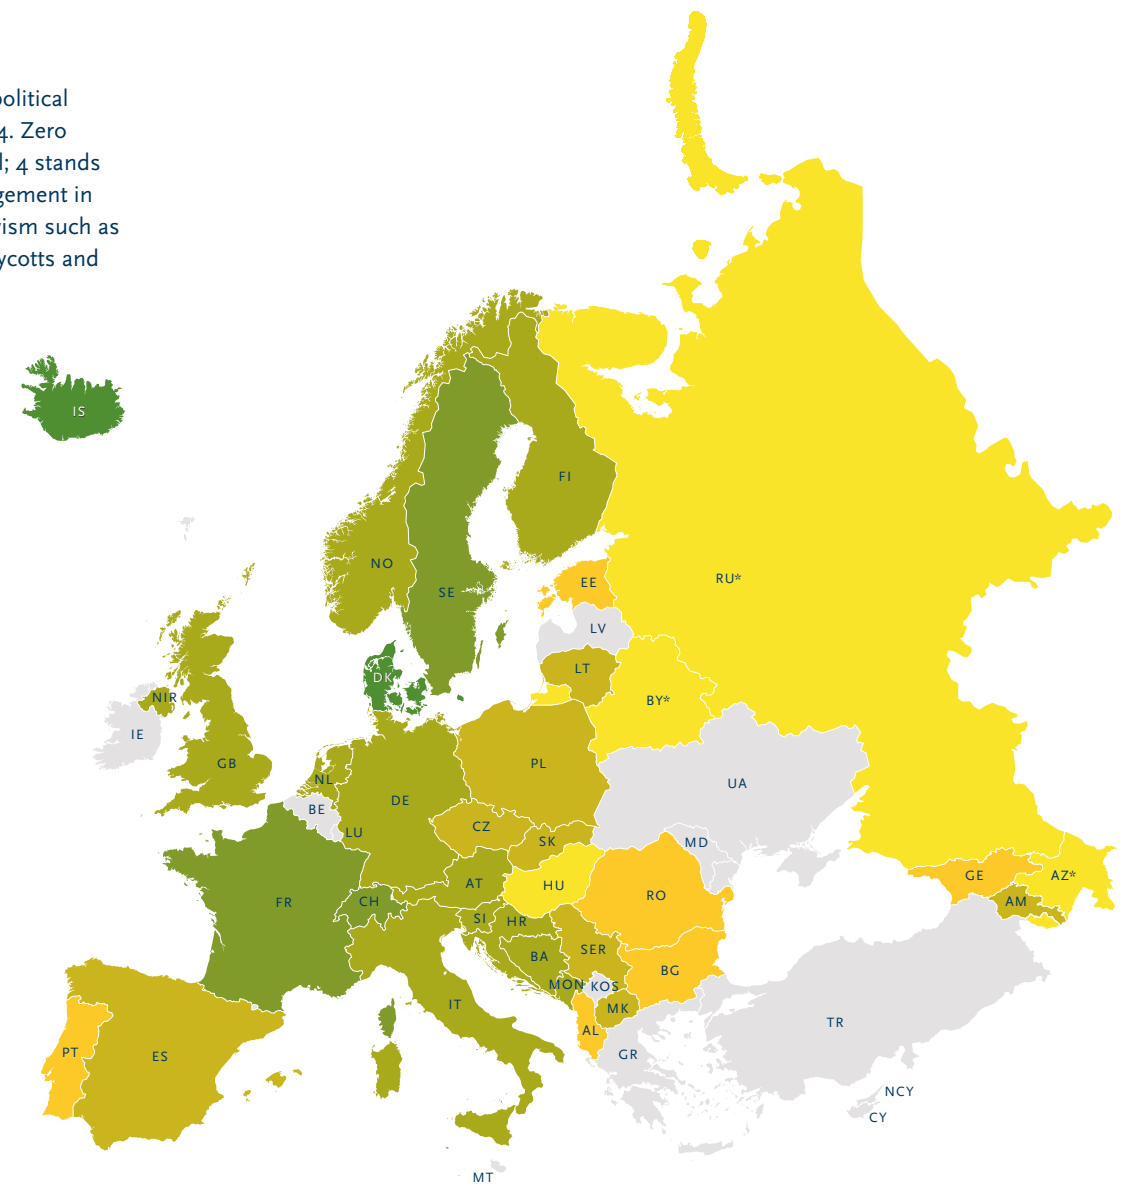 olitical
4. Zero
; 4 stands
gement in
ism such as
ycotts and
IS
FI
NO
RU*
EE
SE
LV
LT
DK
NIR
BY*
IE
GB
PL
NL
UA
DE
BE
CZ
LU
SK
MD
GE
AZ*
AT
HU
RO
FR
CH
AM
SI
HR
SER
BA
BG
MON
KOS
IT
MK
TR
AL
PT
GR
ES
NCY
CY
MT